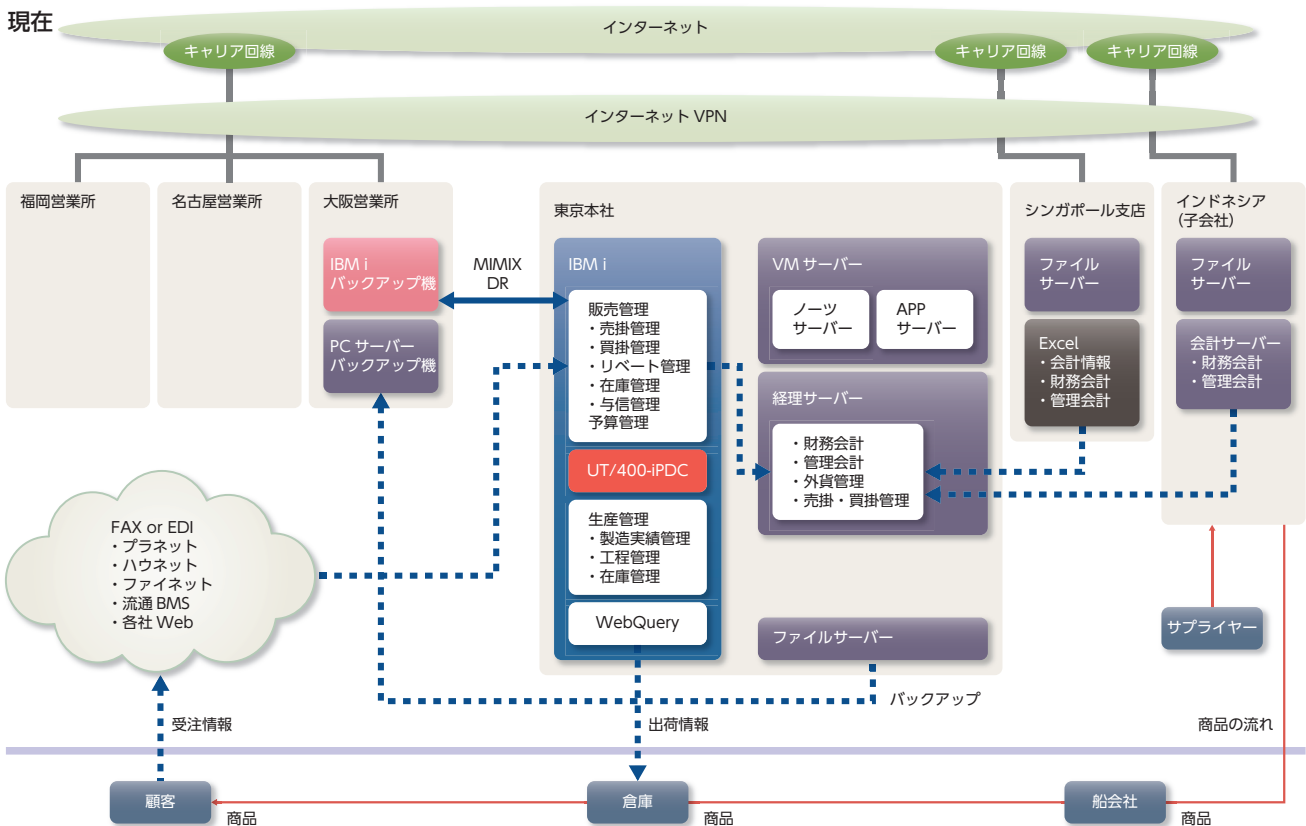 現在
インターネット
キャリア回線
キャリア回線
キャリア回線
インターネット VPN
福岡営業所
名古屋営業所
大阪営業所
IBM i
バックアップ機
PC サーバー
バックアップ機
MIMIX
DR
東京本社
IBM i
販売管理
・売掛管理
・買掛管理
・リベート管理
・在庫管理
・与信管理
予算管理
UT/400-iPDC
生産管理
・製造実績管理
・工程管理
・在庫管理
WebQuery
VM サーバー
ノーツ
サーバー
APP
サーバー
経理サーバー
・財務会計
・管理会計
・外貨管理
・売掛・買掛管理
ファイルサーバー
シンガポール支店
ファイル
サーバー
Excel
・会計情報
・財務会計
・管理会計
インドネシア
(子会社)
ファイル
サーバー
会計サーバー
・財務会計
・管理会計
FAX or EDI
・プラネット
・ハウネット
・ファイネット
・流通 BMS
・各社 Web
サプライヤー
バックアップ
受注情報
出荷情報
商品の流れ
顧客
倉庫
船会社
商品
商品
商品